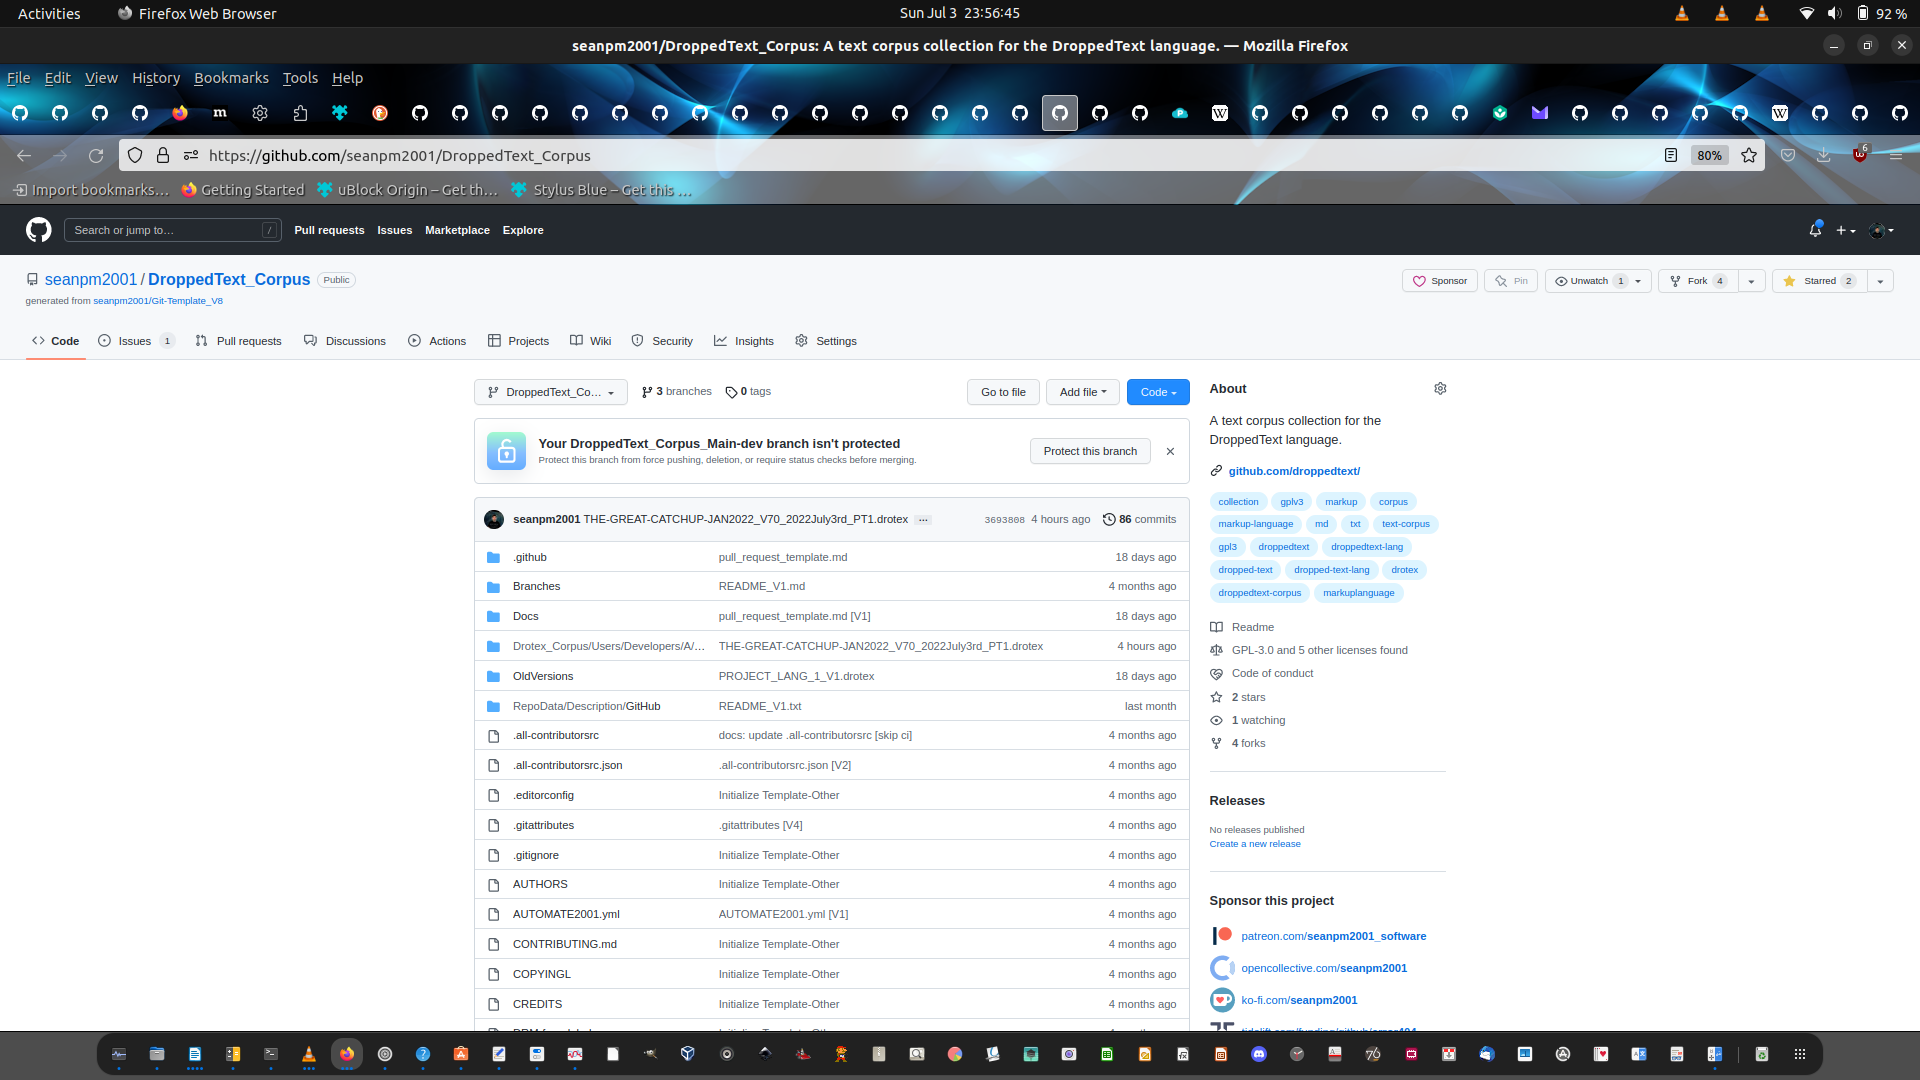 Activities
Firefox Web Browser
Sun Jul 3 23:56:45
92 %
seanpm2001/DroppedText_Corpus: A text corpus collection for the DroppedText language. — Mozilla Firefox
File Edit View History Bookmarks Tools Help
https://github.com/seanpm2001/DroppedText_Corpus
80%
6
Import bookmarks… Getting Started uBlock Origin – Get th… Stylus Blue – Get this …
Search or jump to… /
Pull requests Issues Marketplace Explore
seanpm2001 / DroppedText_Corpus Public
Sponsor Pin Unwatch 1 Fork 4 Starred 2
generated from seanpm2001/Git-Template_V8
Code Issues 1 Pull requests Discussions Actions Projects Wiki Security Insights Settings
DroppedText_Co… 3 branches 0 tags
Go to file Add file Code
Your DroppedText_Corpus_Main-dev branch isn't protected
Protect this branch from force pushing, deletion, or require status checks before merging.
Protect this branch
seanpm2001 THE-GREAT-CATCHUP-JAN2022_V70_2022July3rd_PT1.drotex … 3693808 4 hours ago 86 commits
.github pull_request_template.md 18 days ago
Branches README_V1.md 4 months ago
Docs pull_request_template.md [V1] 18 days ago
Drotex_Corpus/Users/Developers/A/… THE-GREAT-CATCHUP-JAN2022_V70_2022July3rd_PT1.drotex 4 hours ago
OldVersions PROJECT_LANG_1_V1.drotex 18 days ago
RepoData/Description/GitHub README_V1.txt last month
.all-contributorsrc docs: update .all-contributorsrc [skip ci] 4 months ago
.all-contributorsrc.json .all-contributorsrc.json [V2] 4 months ago
.editorconfig Initialize Template-Other 4 months ago
.gitattributes .gitattributes [V4] 4 months ago
.gitignore Initialize Template-Other 4 months ago
AUTHORS Initialize Template-Other 4 months ago
AUTOMATE2001.yml AUTOMATE2001.yml [V1] 4 months ago
CONTRIBUTING.md Initialize Template-Other 4 months ago
COPYINGL Initialize Template-Other 4 months ago
CREDITS Initialize Template-Other 4 months ago
About
A text corpus collection for the
DroppedText language.
github.com/droppedtext/
collection gplv3 markup corpus
markup-language md txt text-corpus
gpl3 droppedtext droppedtext-lang
dropped-text dropped-text-lang drotex
droppedtext-corpus markuplanguage
Readme
GPL-3.0 and 5 other licenses found
Code of conduct
2 stars
1 watching
4 forks
Releases
No releases published
Create a new release
Sponsor this project
patreon.com/seanpm2001_software
opencollective.com/seanpm2001
ko-fi.com/seanpm2001